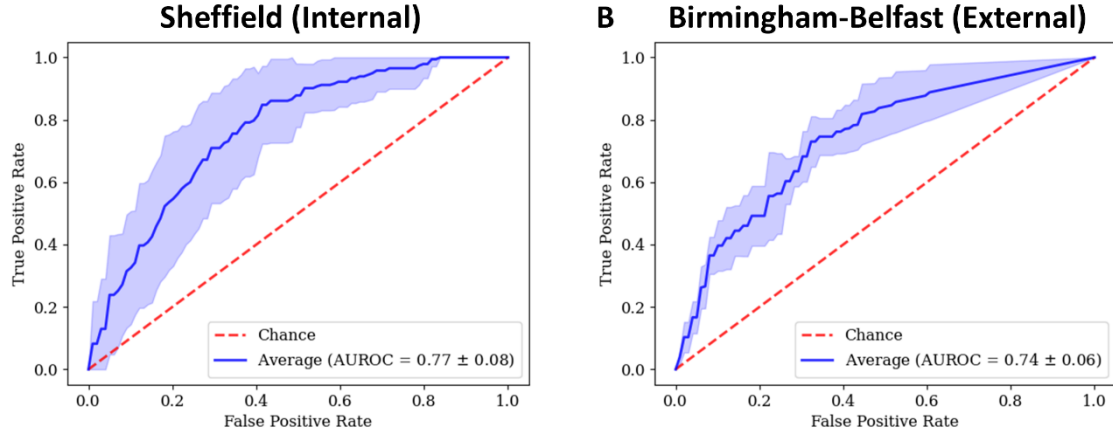 Sheffield (Internal)
1.0
0.8
0.6
0.4
0.2
0.0
True Positive Rate
0.0 0.2 0.4 0.6 0.8 1.0
False Positive Rate
Chance
Average (AUROC = 0.77 ± 0.08)
B Birmingham-Belfast (External)
1.0
0.8
0.6
0.4
0.2
0.0
True Positive Rate
0.0 0.2 0.4 0.6 0.8 1.0
False Positive Rate
Chance
Average (AUROC = 0.74 ± 0.06)